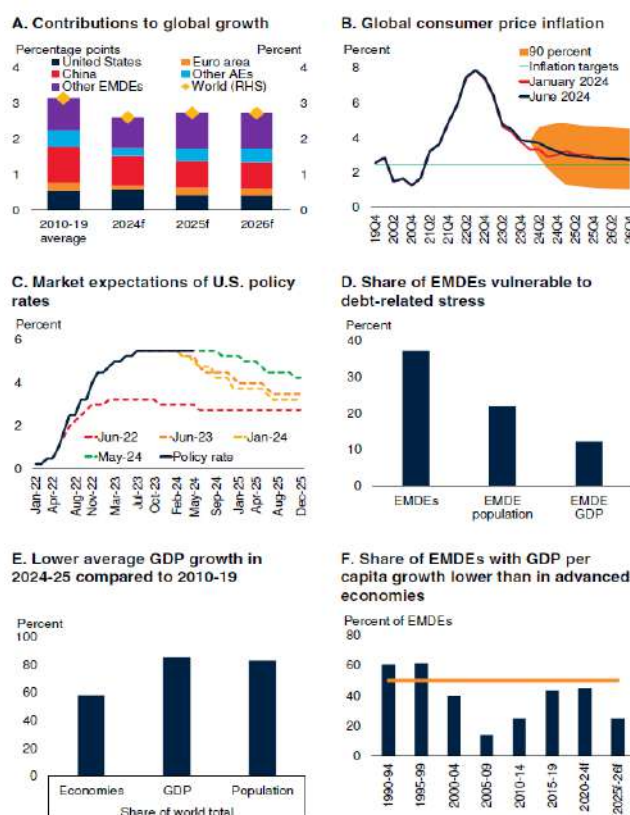 A. Contributions to global growth
Percentage points
Percent
United States
Euro area
China
Other AEs
Other EMDEs
World (RHS)
4
3
2
1
0
4
3
2
1
0
2010-19 average
2024f
2025f
2026f
B. Global consumer price inflation
Percent
90 percent
Inflation targets
January 2024
June 2024
8
6
4
2
0
19Q4
20Q2
20Q4
21Q2
21Q4
22Q2
22Q4
23Q2
23Q4
24Q2
24Q4
25Q2
25Q4
26Q2
26Q4
C. Market expectations of U.S. policy
rates
Percent
6
4
2
0
Jun-22
Jun-23
Jan-24
May-24
Policy rate
Jan-22
Apr-22
Aug-22
Nov-22
Mar-23
Jul-23
Oct-23
Feb-24
May-24
Sep-24
Jan-25
Apr-25
Aug-25
Dec-25
D. Share of EMDEs vulnerable to
debt-related stress
Percent
40
30
20
10
0
EMDEs
EMDE population
EMDE GDP
E. Lower average GDP growth in
2024-25 compared to 2010-19
Percent
100
80
60
40
20
0
Economies
GDP
Population
Share of world total
F. Share of EMDEs with GDP per
capita growth lower than in advanced
economies
Percent of EMDEs
80
60
40
20
0
1990-94
1995-99
2000-04
2005-09
2010-14
2015-19
2020-24f
2025f-26f